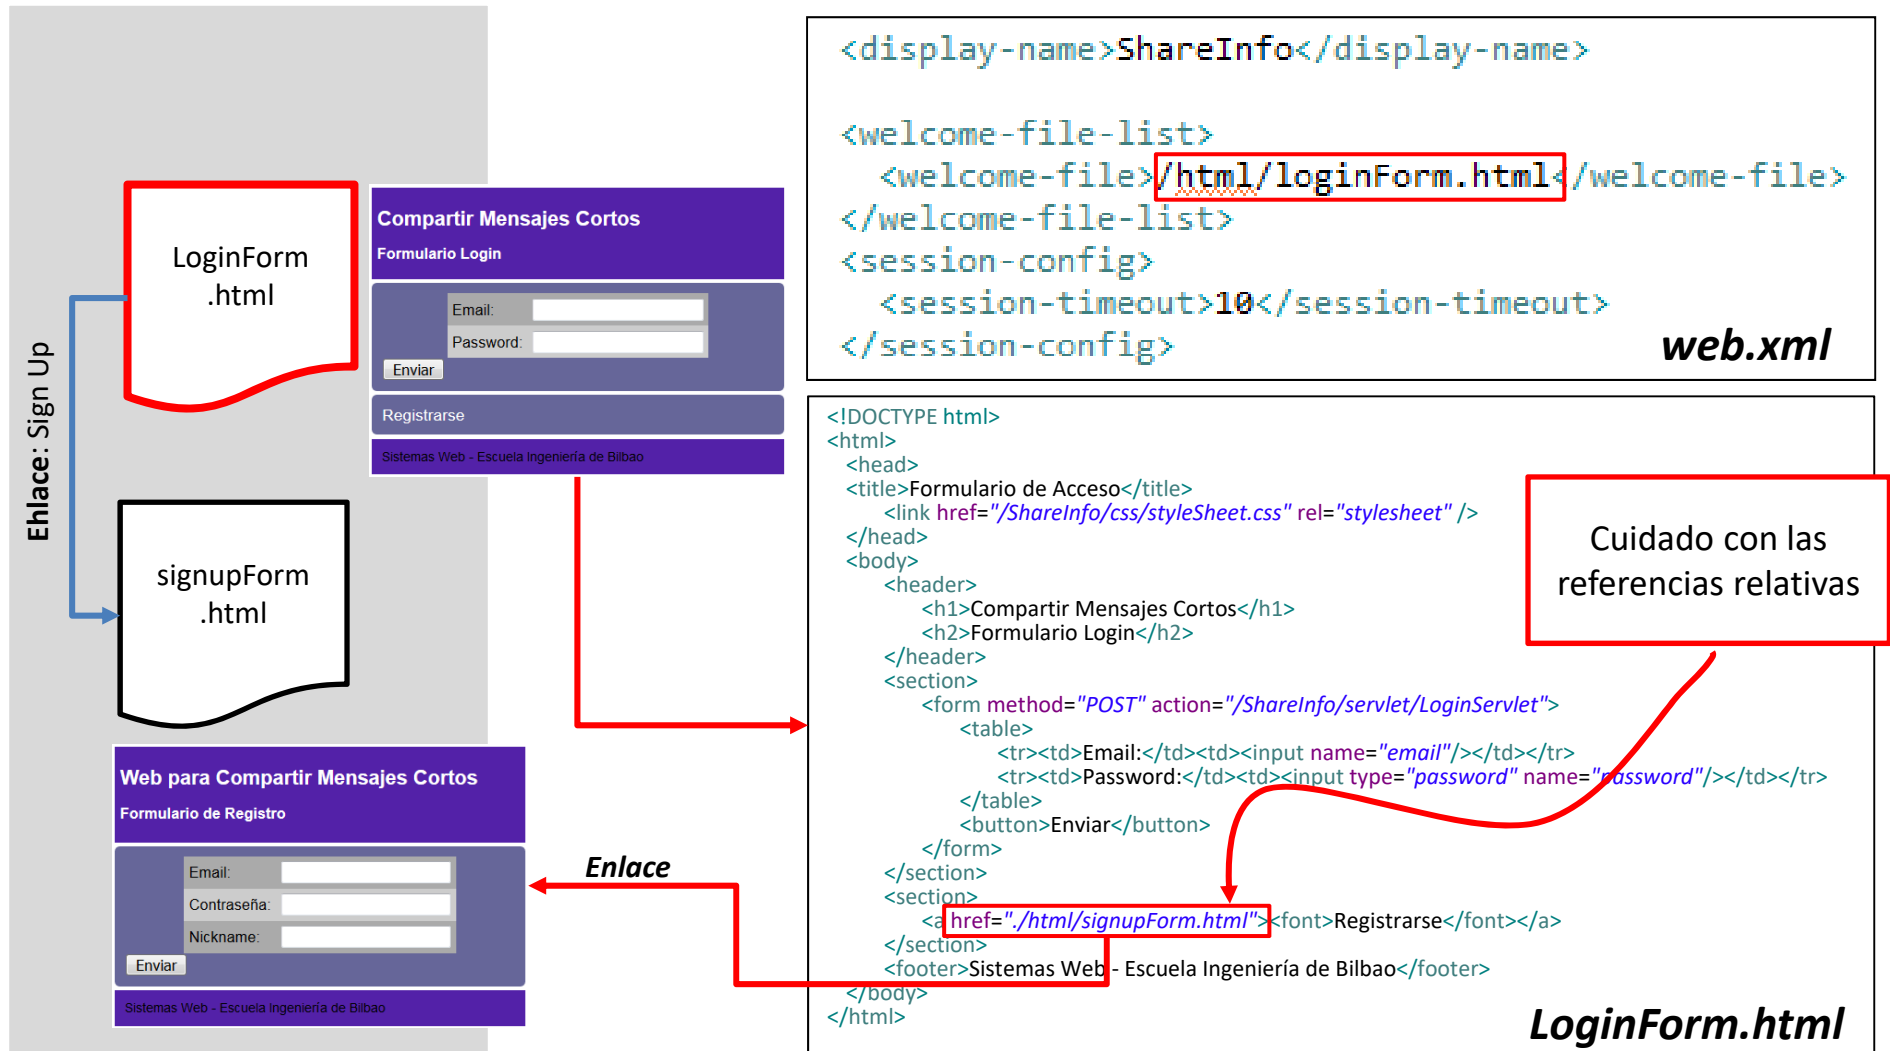 Enlace: Sign Up
LoginForm
.html
signupForm
.html
Compartir Mensajes Cortos
Formulario Login
Email:
Password:
Enviar
Registrarse
Sistemas Web - Escuela Ingeniería de Bilbao
Web para Compartir Mensajes Cortos
Formulario de Registro
Email:
Contraseña:
Nickname:
Enviar
Sistemas Web - Escuela Ingeniería de Bilbao
Enlace
<display-name>ShareInfo</display-name>
<welcome-file-list>
<welcome-file>/html/loginForm.html</welcome-file>
</welcome-file-list>
<session-config>
<session-timeout>10</session-timeout>
</session-config>
web.xml
<!DOCTYPE html>
<html>
<head>
<title>Formulario de Acceso</title>
<link href="/ShareInfo/css/styleSheet.css" rel="stylesheet" />
</head>
<body>
<header>
<h1>Compartir Mensajes Cortos</h1>
<h2>Formulario Login</h2>
</header>
<section>
<form method="POST" action="/ShareInfo/servlet/LoginServlet">
<table>
<tr><td>Email:</td><td><input name="email"/></td></tr>
<tr><td>Password:</td><td><input type="password" name="password"/></td></tr>
</table>
<button>Enviar</button>
</form>
</section>
<section>
<a href="./html/signupForm.html"><font>Registrarse</font></a>
</section>
<footer>Sistemas Web - Escuela Ingeniería de Bilbao</footer>
</body>
</html>
LoginForm.html
Cuidado con las
referencias relativas